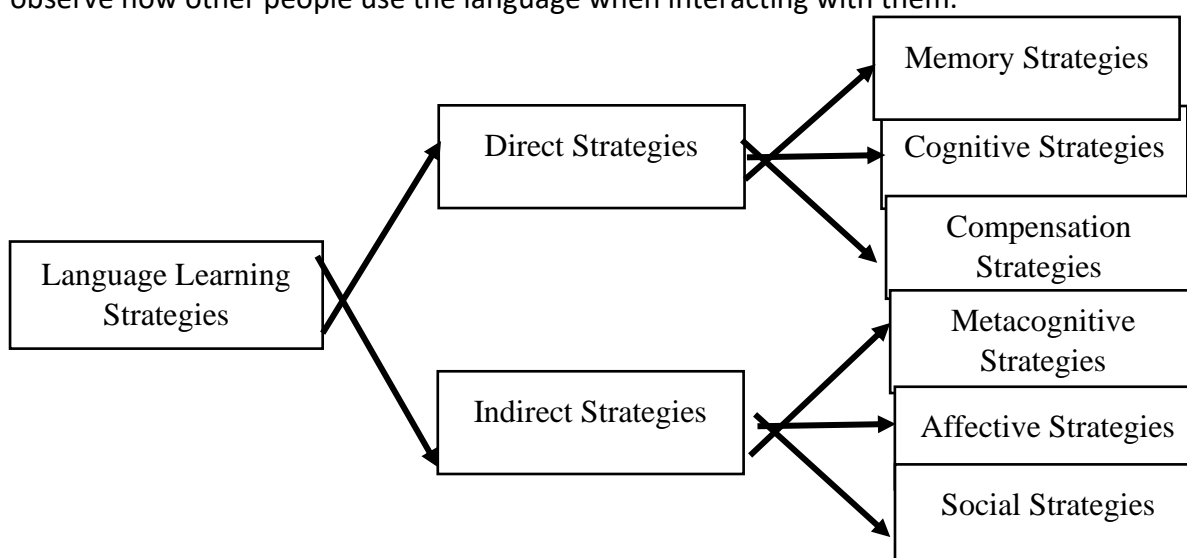 observe how other people use the language when interacting with them.
Memory Strategies
Direct Strategies
Cognitive Strategies
Compensation
Strategies
Language Learning
Strategies
Metacognitive
Strategies
Indirect Strategies
Affective Strategies
Social Strategies